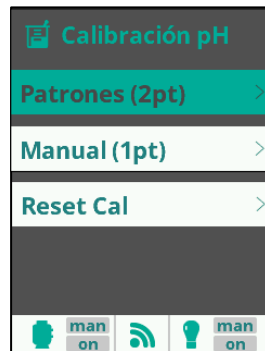 Calibración pH
Patrones (2pt)
Manual (1pt)
Reset Cal
man man
on on